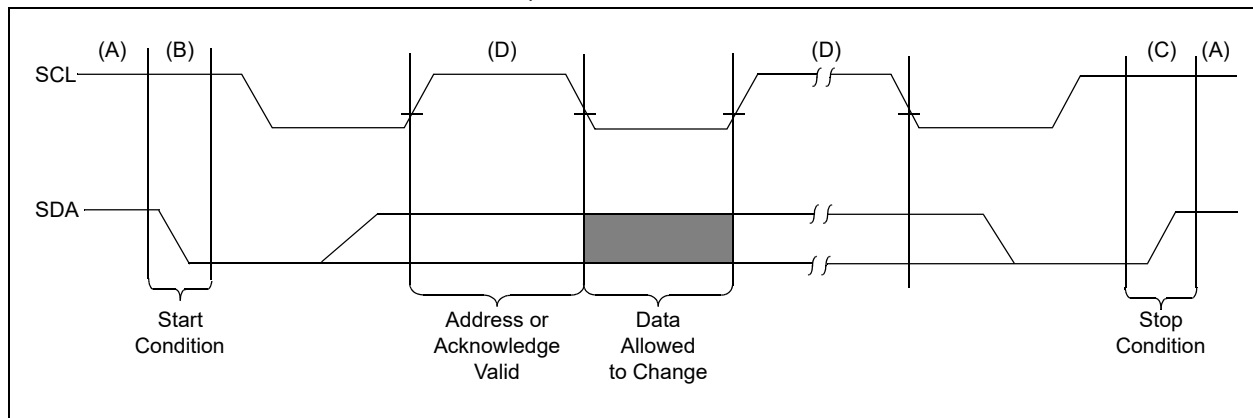 (A) (B) (D) (D) (C) (A)
SCL
SDA
Start
Condition
Address or
Acknowledge
Valid
Data
Allowed
to Change
Stop
Condition